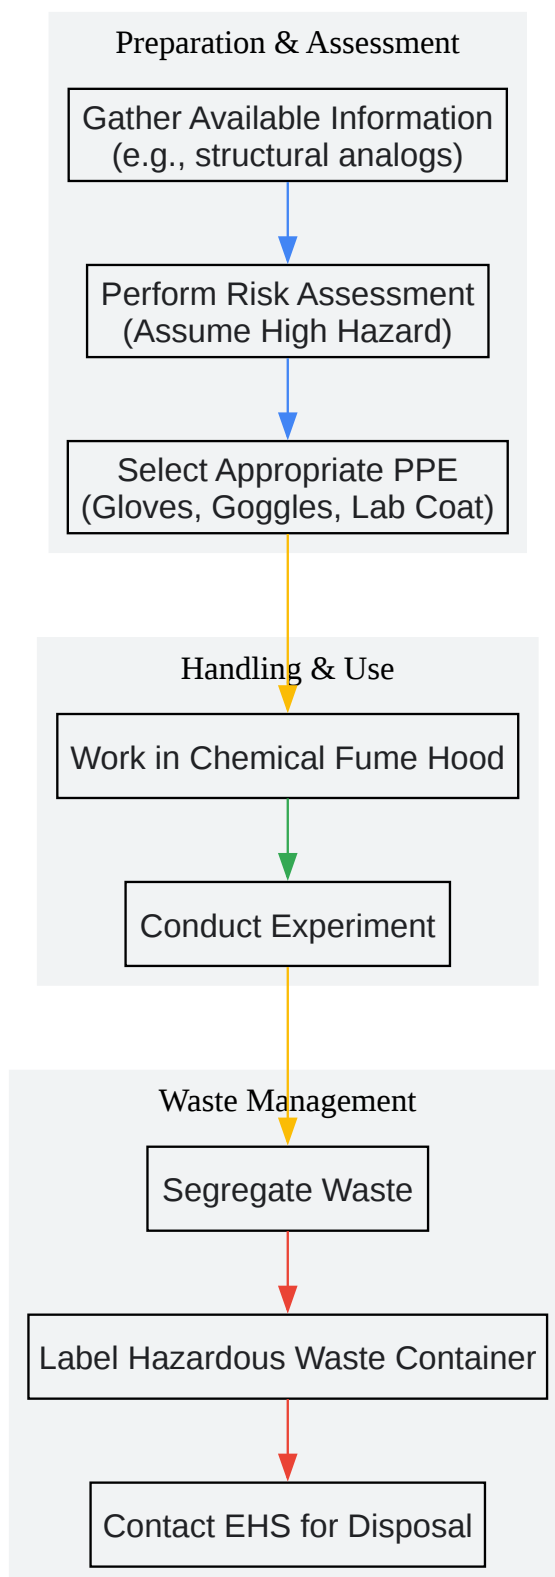 Preparation & Assessment
Gather Available Information
(e.g., structural analogs)
Perform Risk Assessment
(Assume High Hazard)
Select Appropriate PPE
(Gloves, Goggles, Lab Coat)
Handling & Use
Work in Chemical Fume Hood
Conduct Experiment
Waste Management
Segregate Waste
Label Hazardous Waste Container
Contact EHS for Disposal